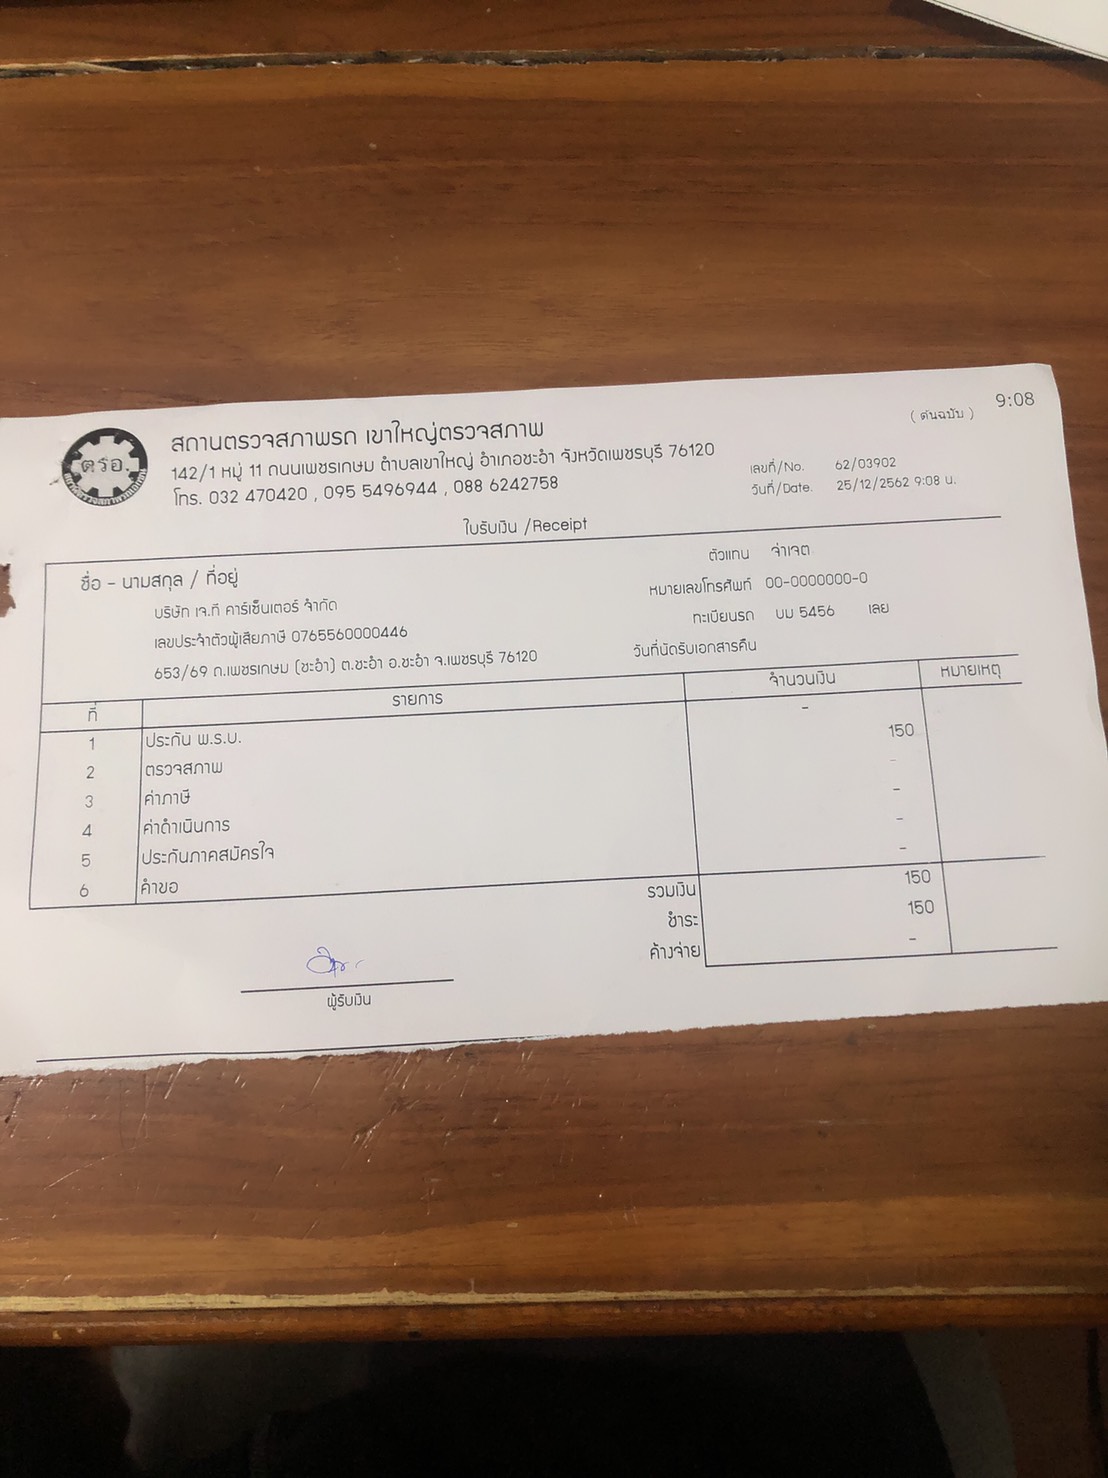 9:08
( ต้นฉบับ )
ตรอ.
สถานตรวจสภาพรถ เขาใหญ่ตรวจสภาพ
142/1 หมู่ 11 ถนนเพชรเกษม ตำบลเขาใหญ่ อำเภอชะอำ จังหวัดเพชรบุรี 76120
โทร. 032 470420 , 095 5496944 , 088 6242758
เลขที่/No. 62/03902
วันที่/Date. 25/12/2562 9:08 น.
ใบรับเงิน /Receipt
ชื่อ - นามสกุล / ที่อยู่
บริษัท เจ.ที คาร์เซ็นเตอร์ จำกัด
เลขประจำตัวผู้เสียภาษี 0765560000446
653/69 ถ.เพชรเกษม (ชะอำ) ต.ชะอำ อ.ชะอำ จ.เพชรบุรี 76120
ตัวแทน จ่าเจต
หมายเลขโทรศัพท์ 00-0000000-0
ทะเบียนรถ บม 5456 เลย
วันที่นัดรับเอกสารคืน
ที่ รายการ จำนวนเงิน หมายเหตุ
1 ประกัน พ.ร.บ. -
2 ตรวจสภาพ 150
3 ค่าภาษี -
4 ค่าดำเนินการ -
5 ประกันภาคสมัครใจ -
6 คำขอ -
รวมเงิน 150
ชำระ 150
ค้างจ่าย -
ผู้รับเงิน